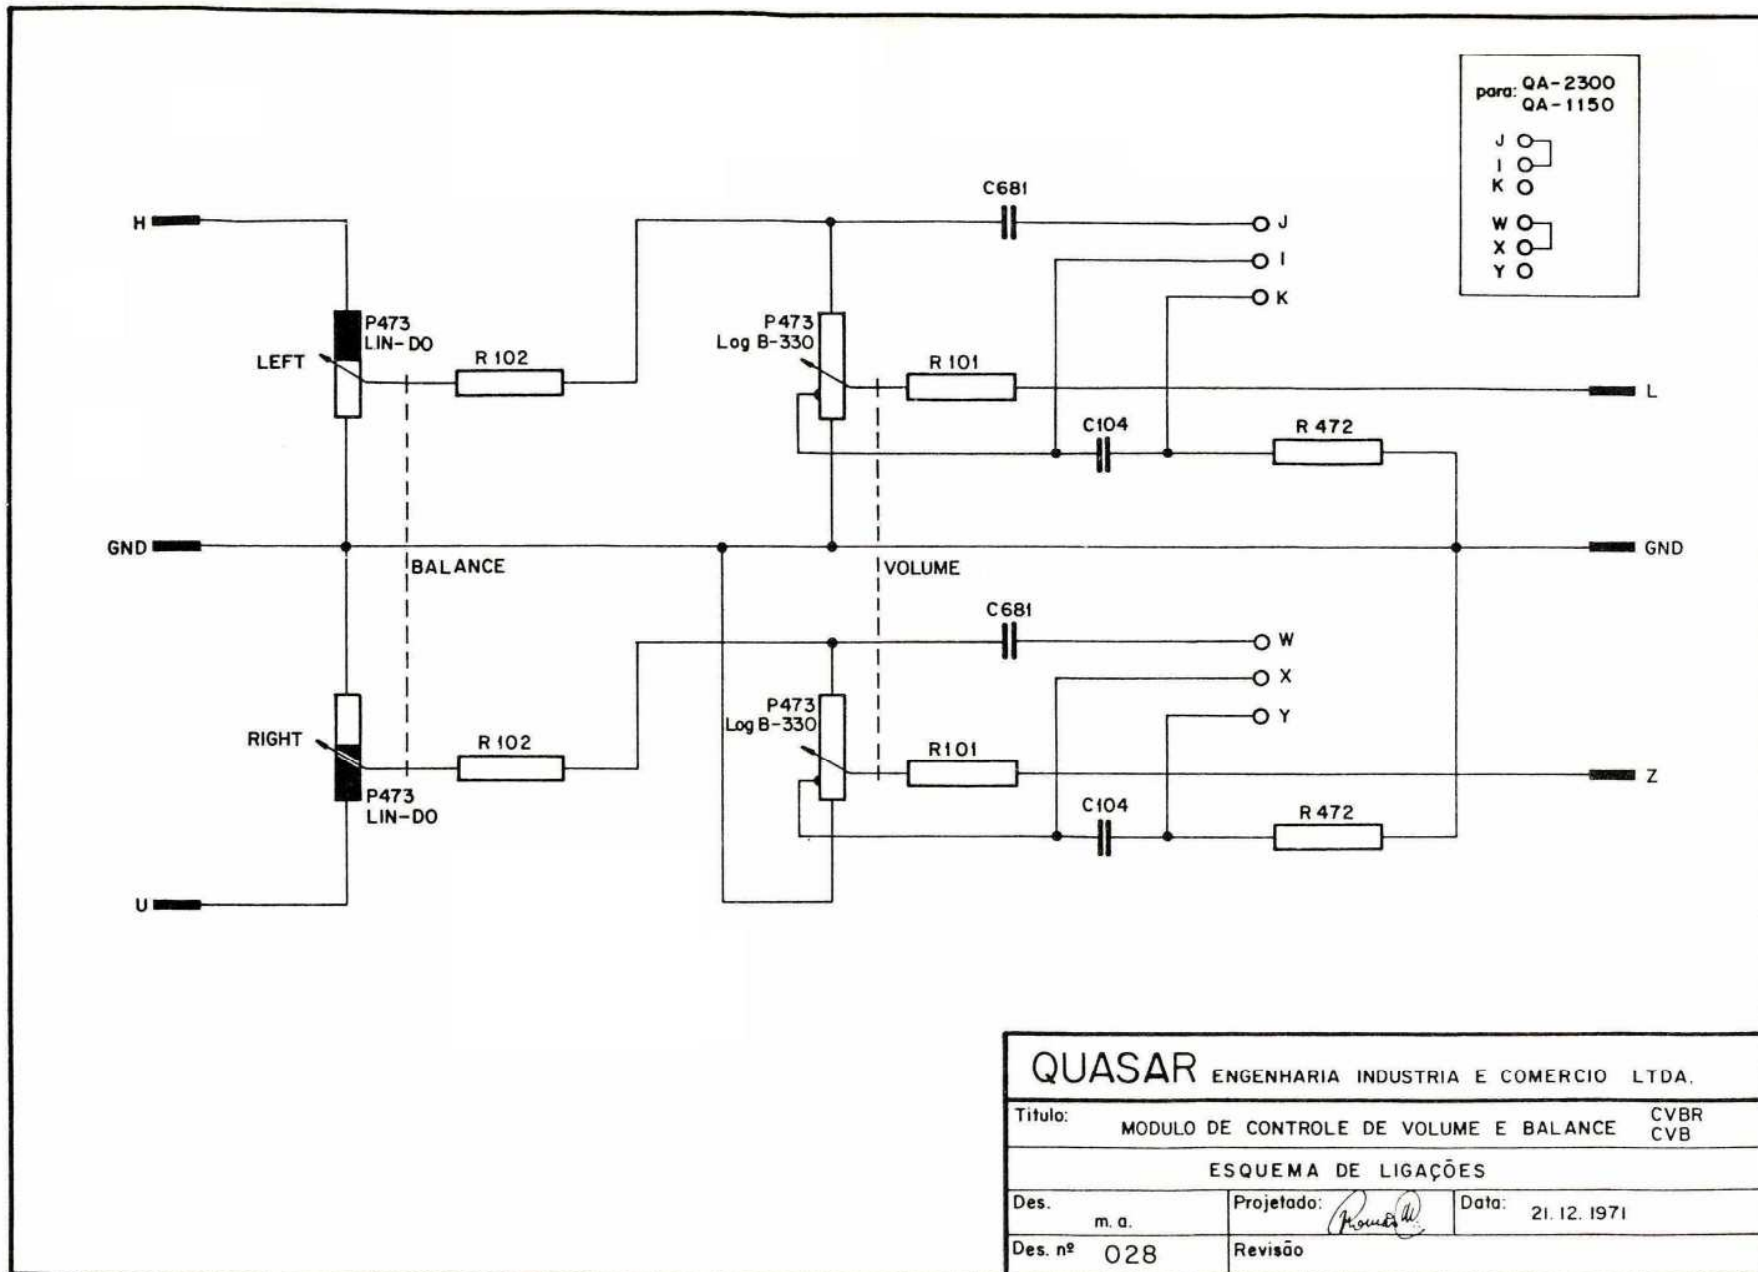 para: QA-2300
QA-1150
J
I
K
W
X
Y
C681
H
J
I
K
P473
LIN-DO
P473
Log B-330
LEFT
R 102
R 101
L
C104
R 472
GND
GND
BALANCE
VOLUME
C681
W
X
Y
P473
Log B-330
RIGHT
R 102
R101
Z
P473
LIN-DO
C104
R 472
U
QUASAR ENGENHARIA INDUSTRIA E COMERCIO LTDA.
Titulo: MODULO DE CONTROLE DE VOLUME E BALANCE CVBR
CVB
ESQUEMA DE LIGAÇÕES
Des. m. a.
Projetado:
Data: 21. 12. 1971
Des. nº 028
Revisão